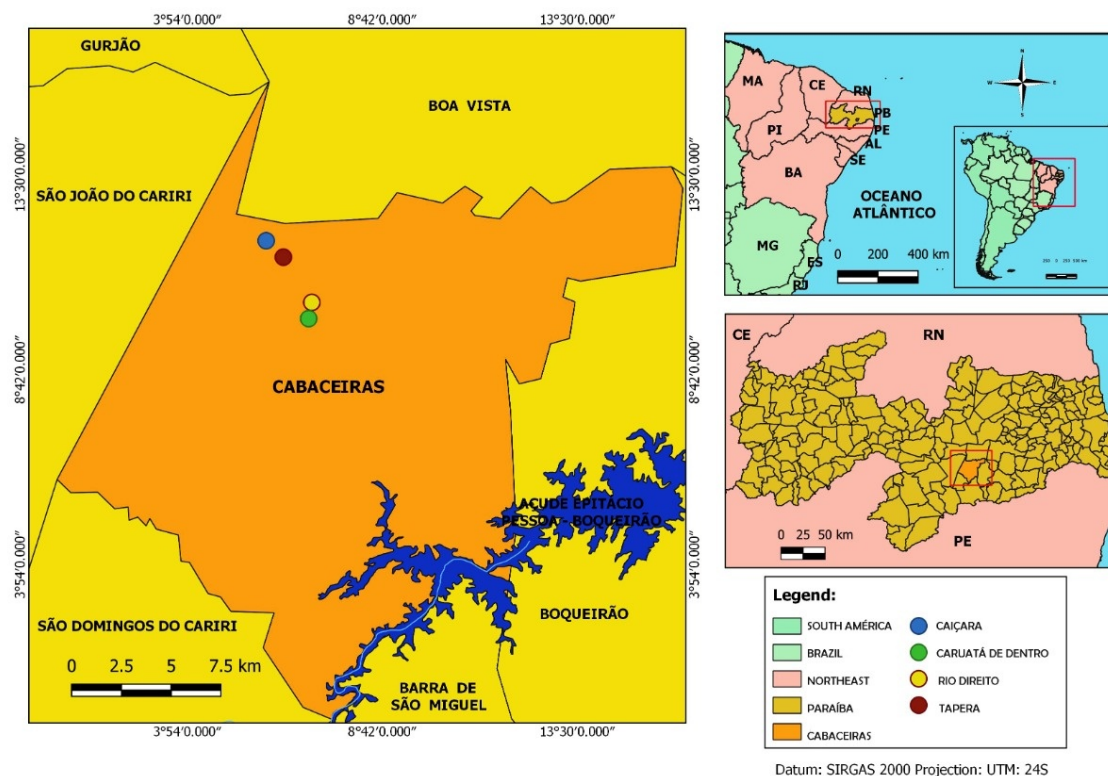 3°54′0.000″ 8°42′0.000″ 13°30′0.000″
GURJÃO
BOA VISTA
13°30′0.000″ 13°30′0.000″
SÃO JOÃO DO CARIRI
8°42′0.000″ 8°42′0.000″
CABACEIRAS
AÇUDE EPITÁCIO
PESSOA - BOQUEIRÃO
3°54′0.000″ 3°54′0.000″
BOQUEIRÃO
SÃO DOMINGOS DO CARIRI
0 2.5 5 7.5 km
BARRA DE
SÃO MIGUEL
3°54′0.000″ 8°42′0.000″ 13°30′0.000″
N
W E
S
MA CE RN
PB
PI PE
AL
SE
BA
OCEANO
ATLÂNTICO
MG
ES
RJ
0 200 400 km
CE RN
0 25 50 km
PE
Legend:
SOUTH AMÉRICA
BRAZIL
NORTHEAST
PARAÍBA
CABACEIRAS
CAIÇARA
CARUATÁ DE DENTRO
RIO DIREITO
TAPERA
Datum: SIRGAS 2000 Projection: UTM: 24S